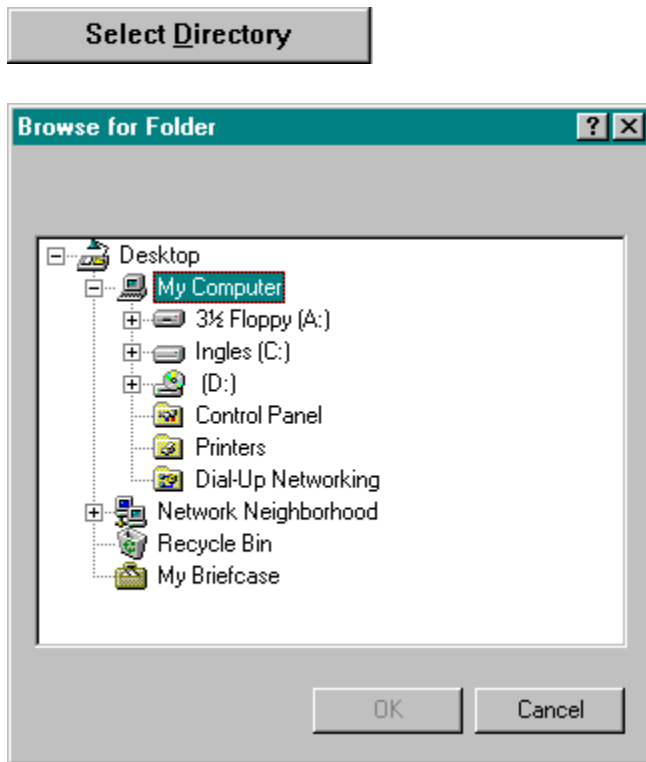 Select Directory
Browse for Folder
Desktop
My Computer
3½ Floppy (A:)
Ingles (C:)
(D:)
Control Panel
Printers
Dial-Up Networking
Network Neighborhood
Recycle Bin
My Briefcase
OK Cancel